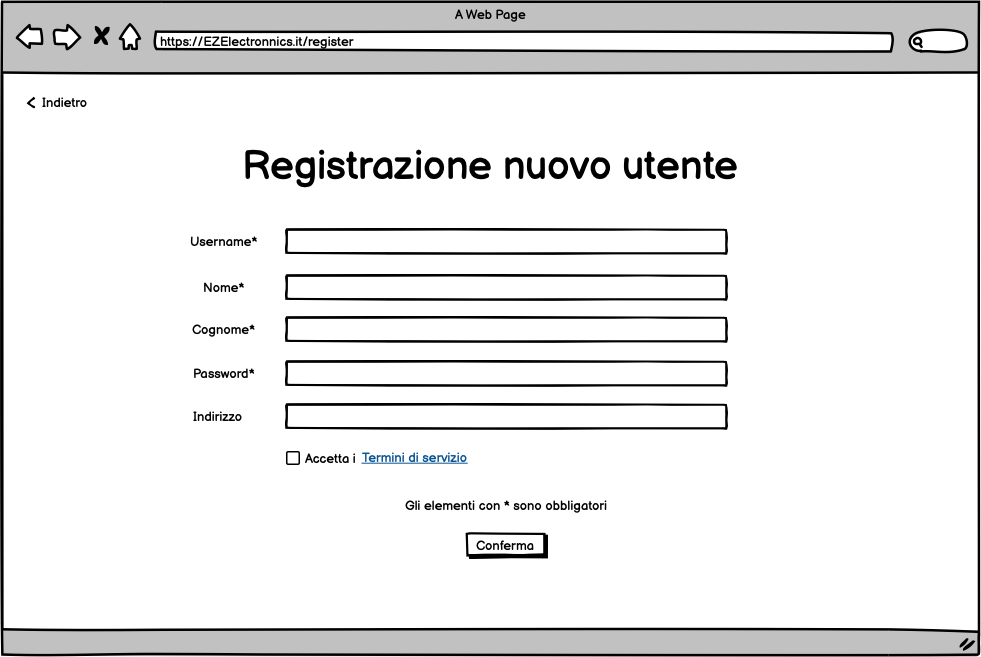 A Web Page
https://EZElectronnics.it/register
Indietro
Registrazione nuovo utente
Username*
Nome*
Cognome*
Password*
Indirizzo
Accetta i Termini di servizio
Gli elementi con * sono obbligatori
Conferma